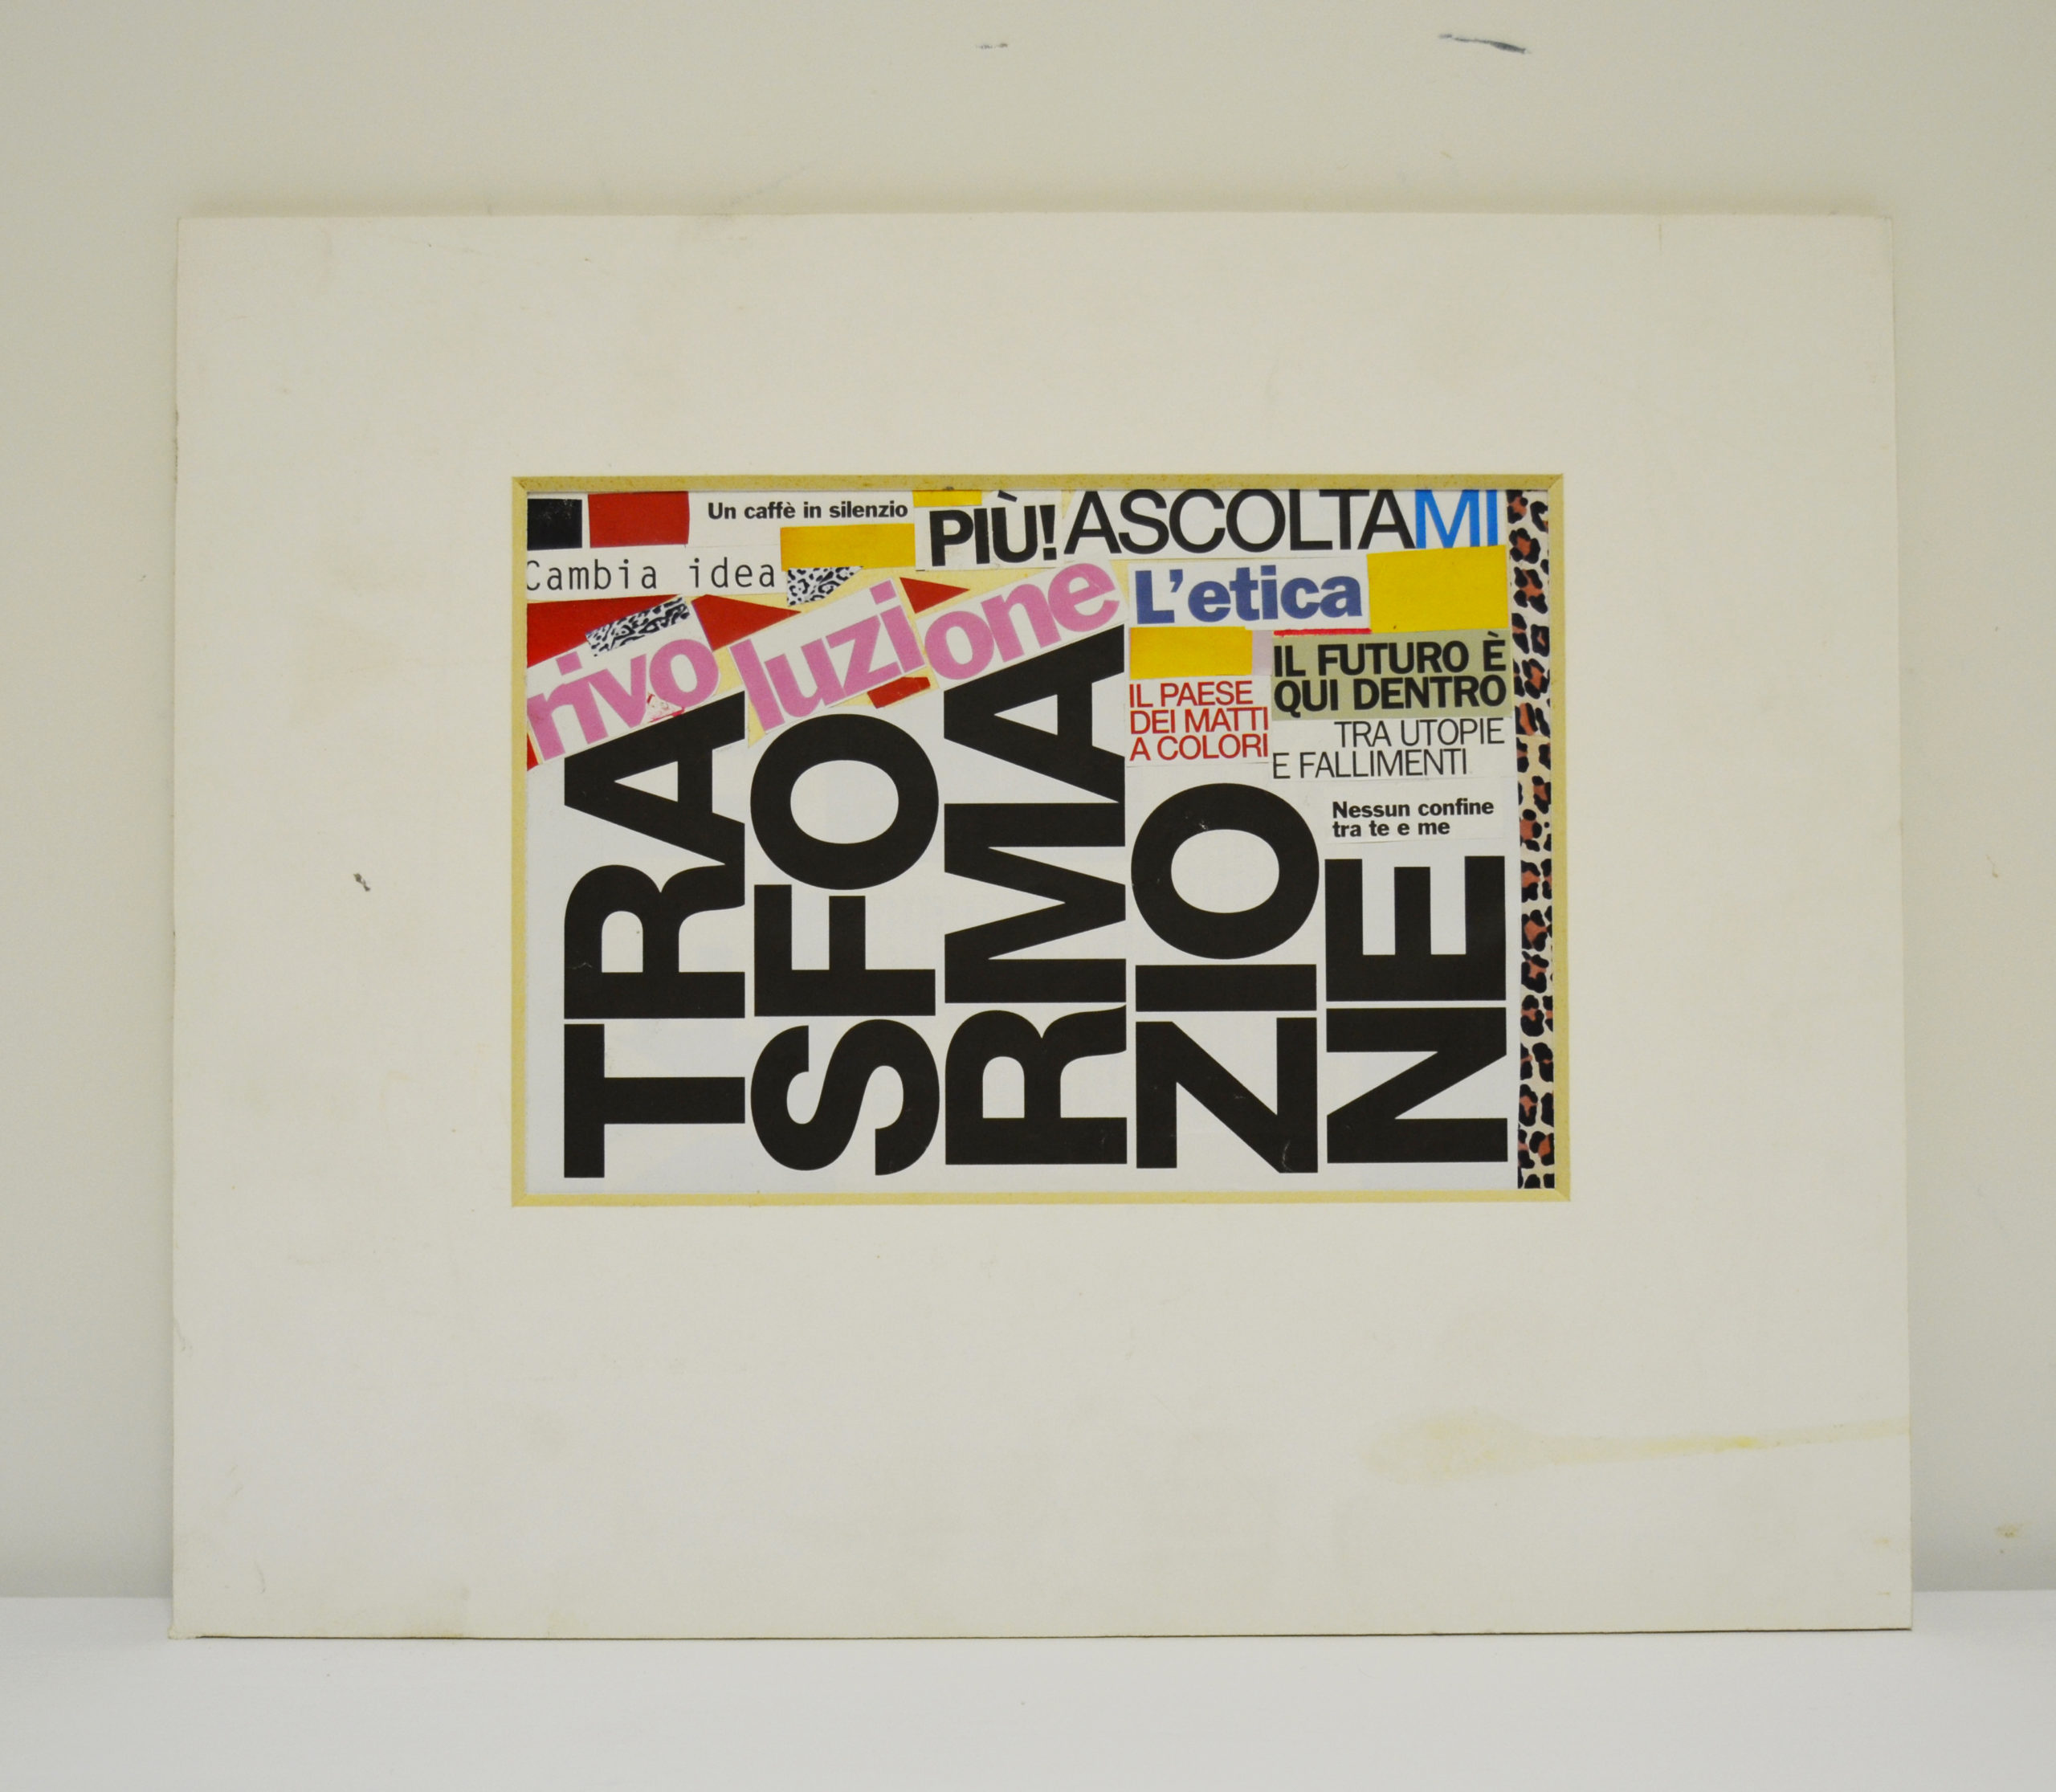 Un caffè in silenzio
PIÙ!
ASCOLTAMI
Cambia idea
rivoluzione
L'etica
IL FUTURO È
QUI DENTRO
IL PAESE
DEI MATTI
A COLORI
TRA UTOPIE
E FALLIMENTI
Nessun confine
tra te e me
TRA
SFO
RMA
ZIO
NE